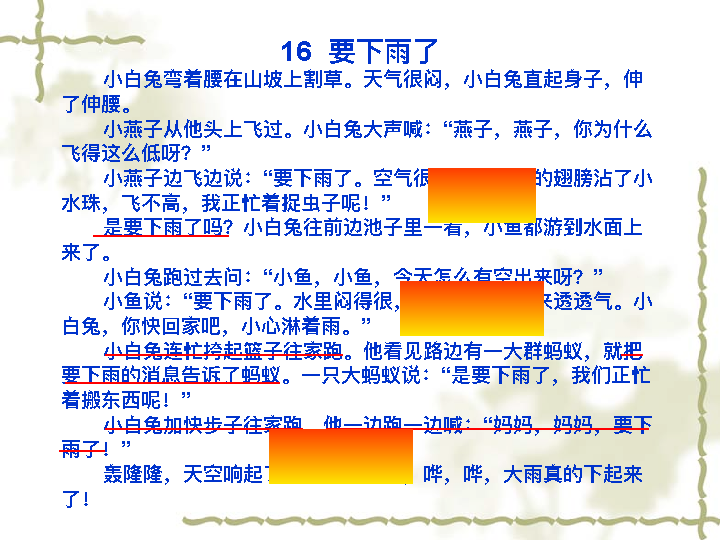 16 要下雨了
小白兔弯着腰在山坡上割草。天气很闷，小白兔直起身子，伸
了伸腰。
小燕子从他头上飞过。小白兔大声喊：“燕子，燕子，你为什么
飞得这么低呀？”
小燕子边飞边说：“要下雨了。空气很 的翅膀沾了小
水珠，飞不高，我正忙着捉虫子呢！”
是要下雨了吗？小白兔往前边池子里一看，小鱼都游到水面上
来了。
小白兔跑过去问：“小鱼，小鱼，今天怎么有空出来呀？”
小鱼说：“要下雨了。水里闷得很， 来透透气。小
白兔，你快回家吧，小心淋着雨。”
小白兔连忙挎起篮子往家跑。他看见路边有一大群蚂蚁，就把
要下雨的消息告诉了蚂蚁。一只大蚂蚁说：“是要下雨了，我们正忙
着搬东西呢！”
小白兔加快步子往家跑，他一边跑一边喊：“妈妈，妈妈，要下
雨了！”
轰隆隆，天空响起 ，哗，哗，大雨真的下起来
了！